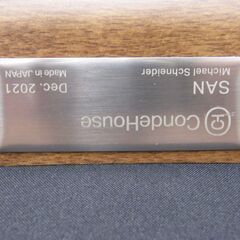 CondeHouse
SAN
Michael Schneider
Dec. 2021
Made in JAPAN